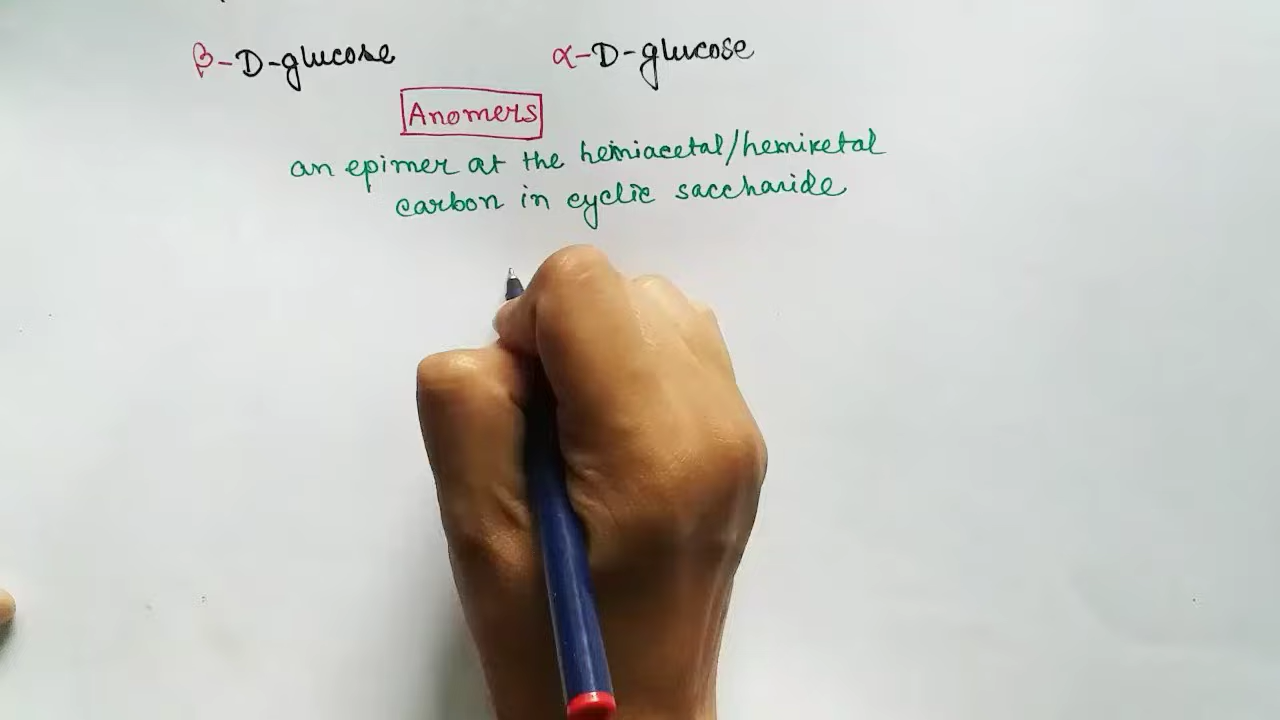 β-D-glucose α-D-glucose
Anomers
an epimer at the hemiacetal/hemiketal
carbon in cyclic saccharide